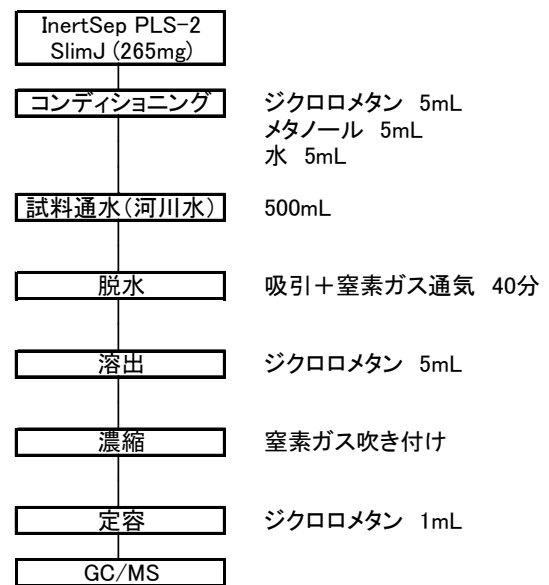 InertSep PLS-2
SlimJ (265mg)
コンディショニング
ジクロロメタン 5mL
メタノール 5mL
水 5mL
試料通水(河川水)
500mL
脱水
吸引＋窒素ガス通気 40分
溶出
ジクロロメタン 5mL
濃縮
窒素ガス吹き付け
定容
ジクロロメタン 1mL
GC/MS